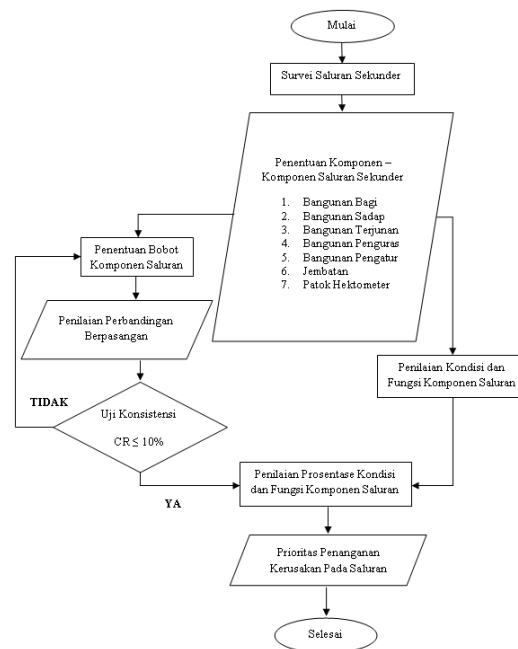 Mulai
Survei Saluran Sekunder
Penentuan Komponen –
Komponen Saluran Sekunder
1. Bangunan Bagi
2. Bangunan Sadap
3. Bangunan Terjunan
4. Bangunan Penguras
5. Bangunan Pengatur
6. Jembatan
7. Patok Hektometer
Penentuan Bobot
Komponen Saluran
Penilaian Perbandingan
Berpasangan
TIDAK
Uji Konsistensi
CR ≤ 10%
YA
Penilaian Kondisi dan
Fungsi Komponen Saluran
Penilaian Prosentase Kondisi
dan Fungsi Komponen Saluran
Prioritas Penanganan
Kerusakan Pada Saluran
Selesai